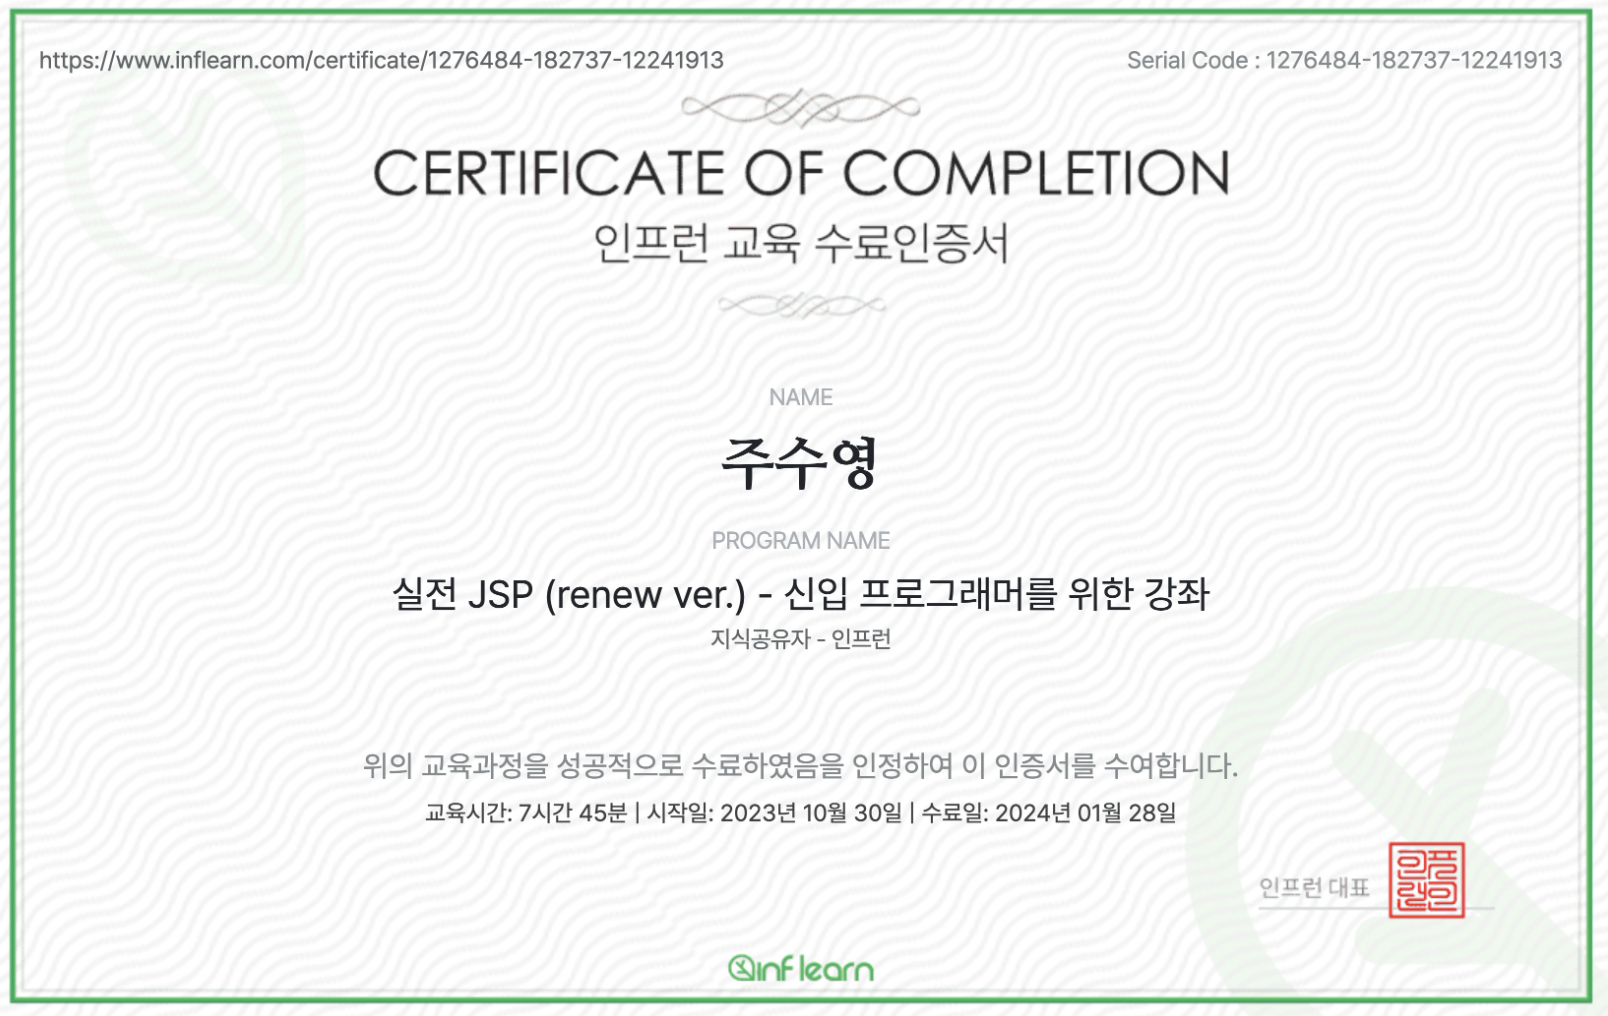 https://www.inflearn.com/certificate/1276484-182737-12241913
Serial Code : 1276484-182737-12241913
CERTIFICATE OF COMPLETION
인프런 교육 수료인증서
NAME
주수영
PROGRAM NAME
실전 JSP (renew ver.) - 신입 프로그래머를 위한 강좌
지식공유자 - 인프런
위의 교육과정을 성공적으로 수료하였음을 인정하여 이 인증서를 수여합니다.
교육시간: 7시간 45분 | 시작일: 2023년 10월 30일 | 수료일: 2024년 01월 28일
인프런 대표
인프런인
inflearn